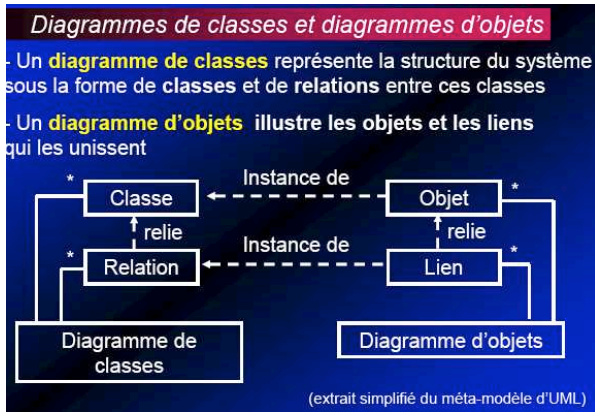 Diagrammes de classes et diagrammes d'objets
- Un diagramme de classes représente la structure du système
sous la forme de classes et de relations entre ces classes
- Un diagramme d'objets illustre les objets et les liens
qui les unissent
* Classe Instance de Objet *
relie relie
* Relation Instance de Lien *
Diagramme de
classes
Diagramme d'objets
(extrait simplifié du méta-modèle d'UML)